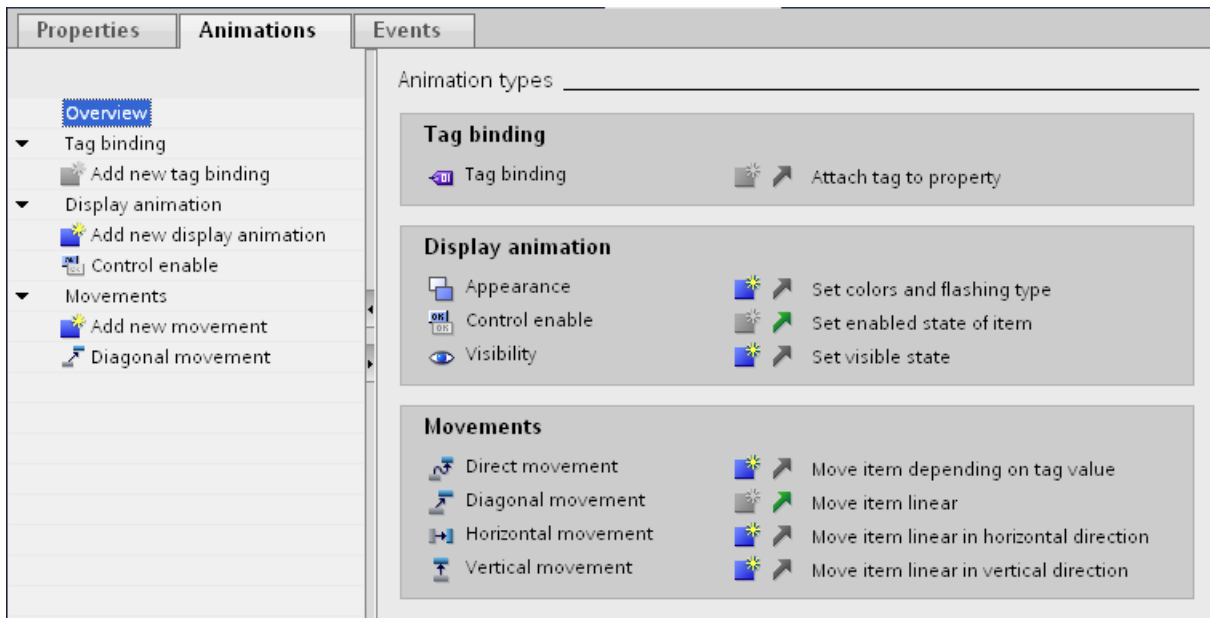 Properties
Animations
Events
Overview
Tag binding
Add new tag binding
Display animation
Add new display animation
Control enable
Movements
Add new movement
Diagonal movement
Animation types
Tag binding
Tag binding Attach tag to property
Display animation
Appearance Set colors and flashing type
Control enable Set enabled state of item
Visibility Set visible state
Movements
Direct movement Move item depending on tag value
Diagonal movement Move item linear
Horizontal movement Move item linear in horizontal direction
Vertical movement Move item linear in vertical direction